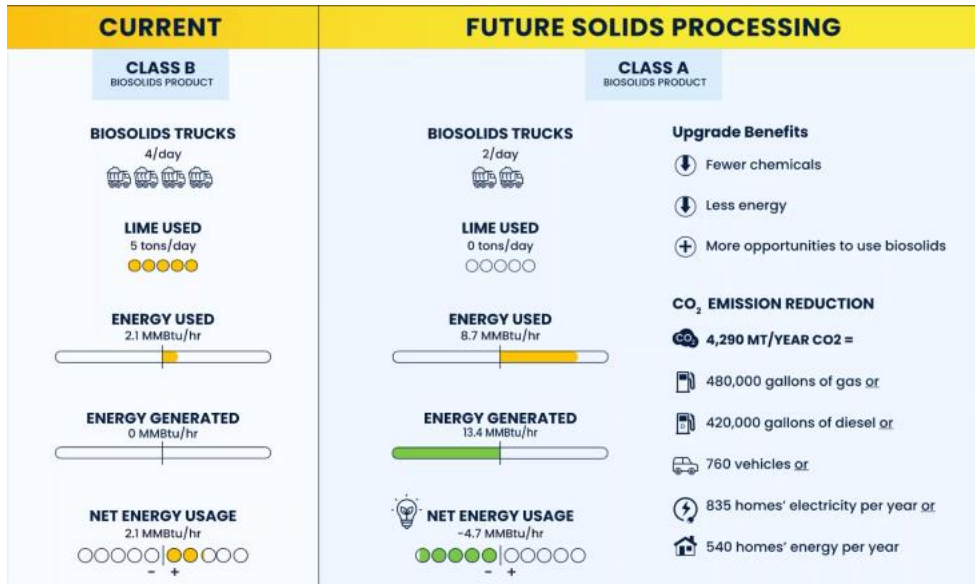 CURRENT
CLASS B
BIOSOLIDS PRODUCT
BIOSOLIDS TRUCKS
4/day
LIME USED
5 tons/day
ENERGY USED
2.1 MMBtu/hr
ENERGY GENERATED
0 MMBtu/hr
NET ENERGY USAGE
2.1 MMBtu/hr
- +
FUTURE SOLIDS PROCESSING
CLASS A
BIOSOLIDS PRODUCT
BIOSOLIDS TRUCKS
2/day
LIME USED
0 tons/day
ENERGY USED
8.7 MMBtu/hr
ENERGY GENERATED
13.4 MMBtu/hr
NET ENERGY USAGE
-4.7 MMBtu/hr
- +
Upgrade Benefits
Fewer chemicals
Less energy
+ More opportunities to use biosolids
CO₂ EMISSION REDUCTION
CO₂ 4,290 MT/YEAR CO2 =
480,000 gallons of gas or
420,000 gallons of diesel or
760 vehicles or
835 homes' electricity per year or
540 homes' energy per year